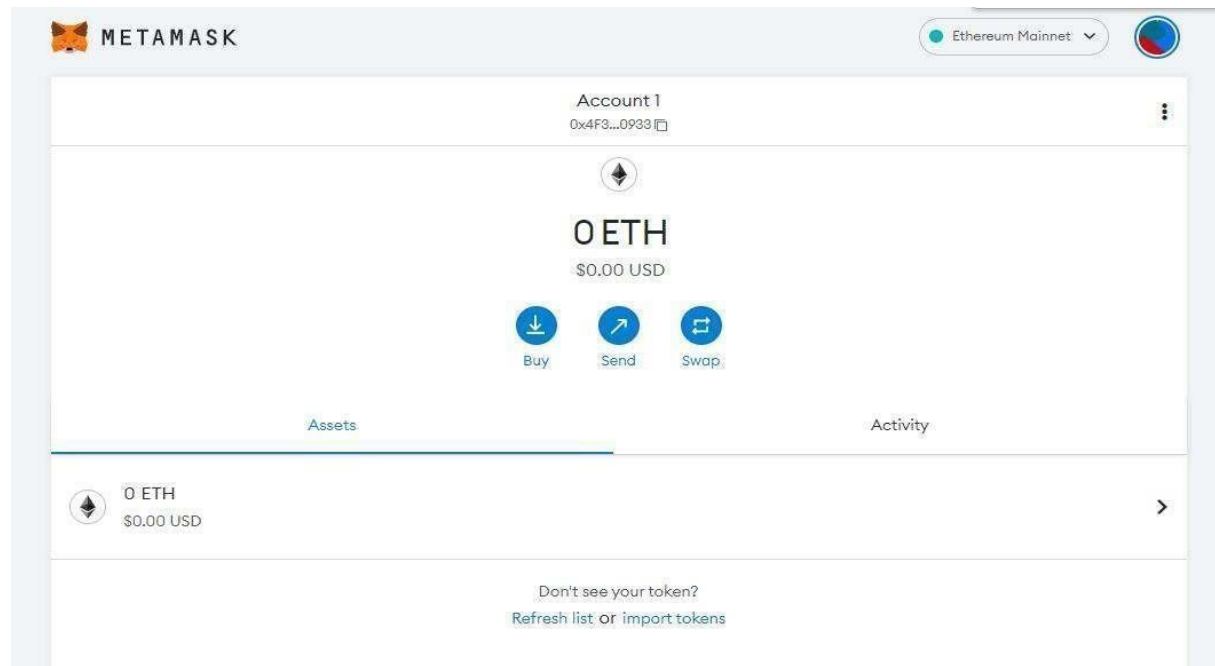 METAMASK
Ethereum Mainnet
Account 1
0x4F3...0933
0 ETH
$0.00 USD
Buy Send Swap
Assets Activity
0 ETH
$0.00 USD
Don't see your token?
Refresh list or import tokens